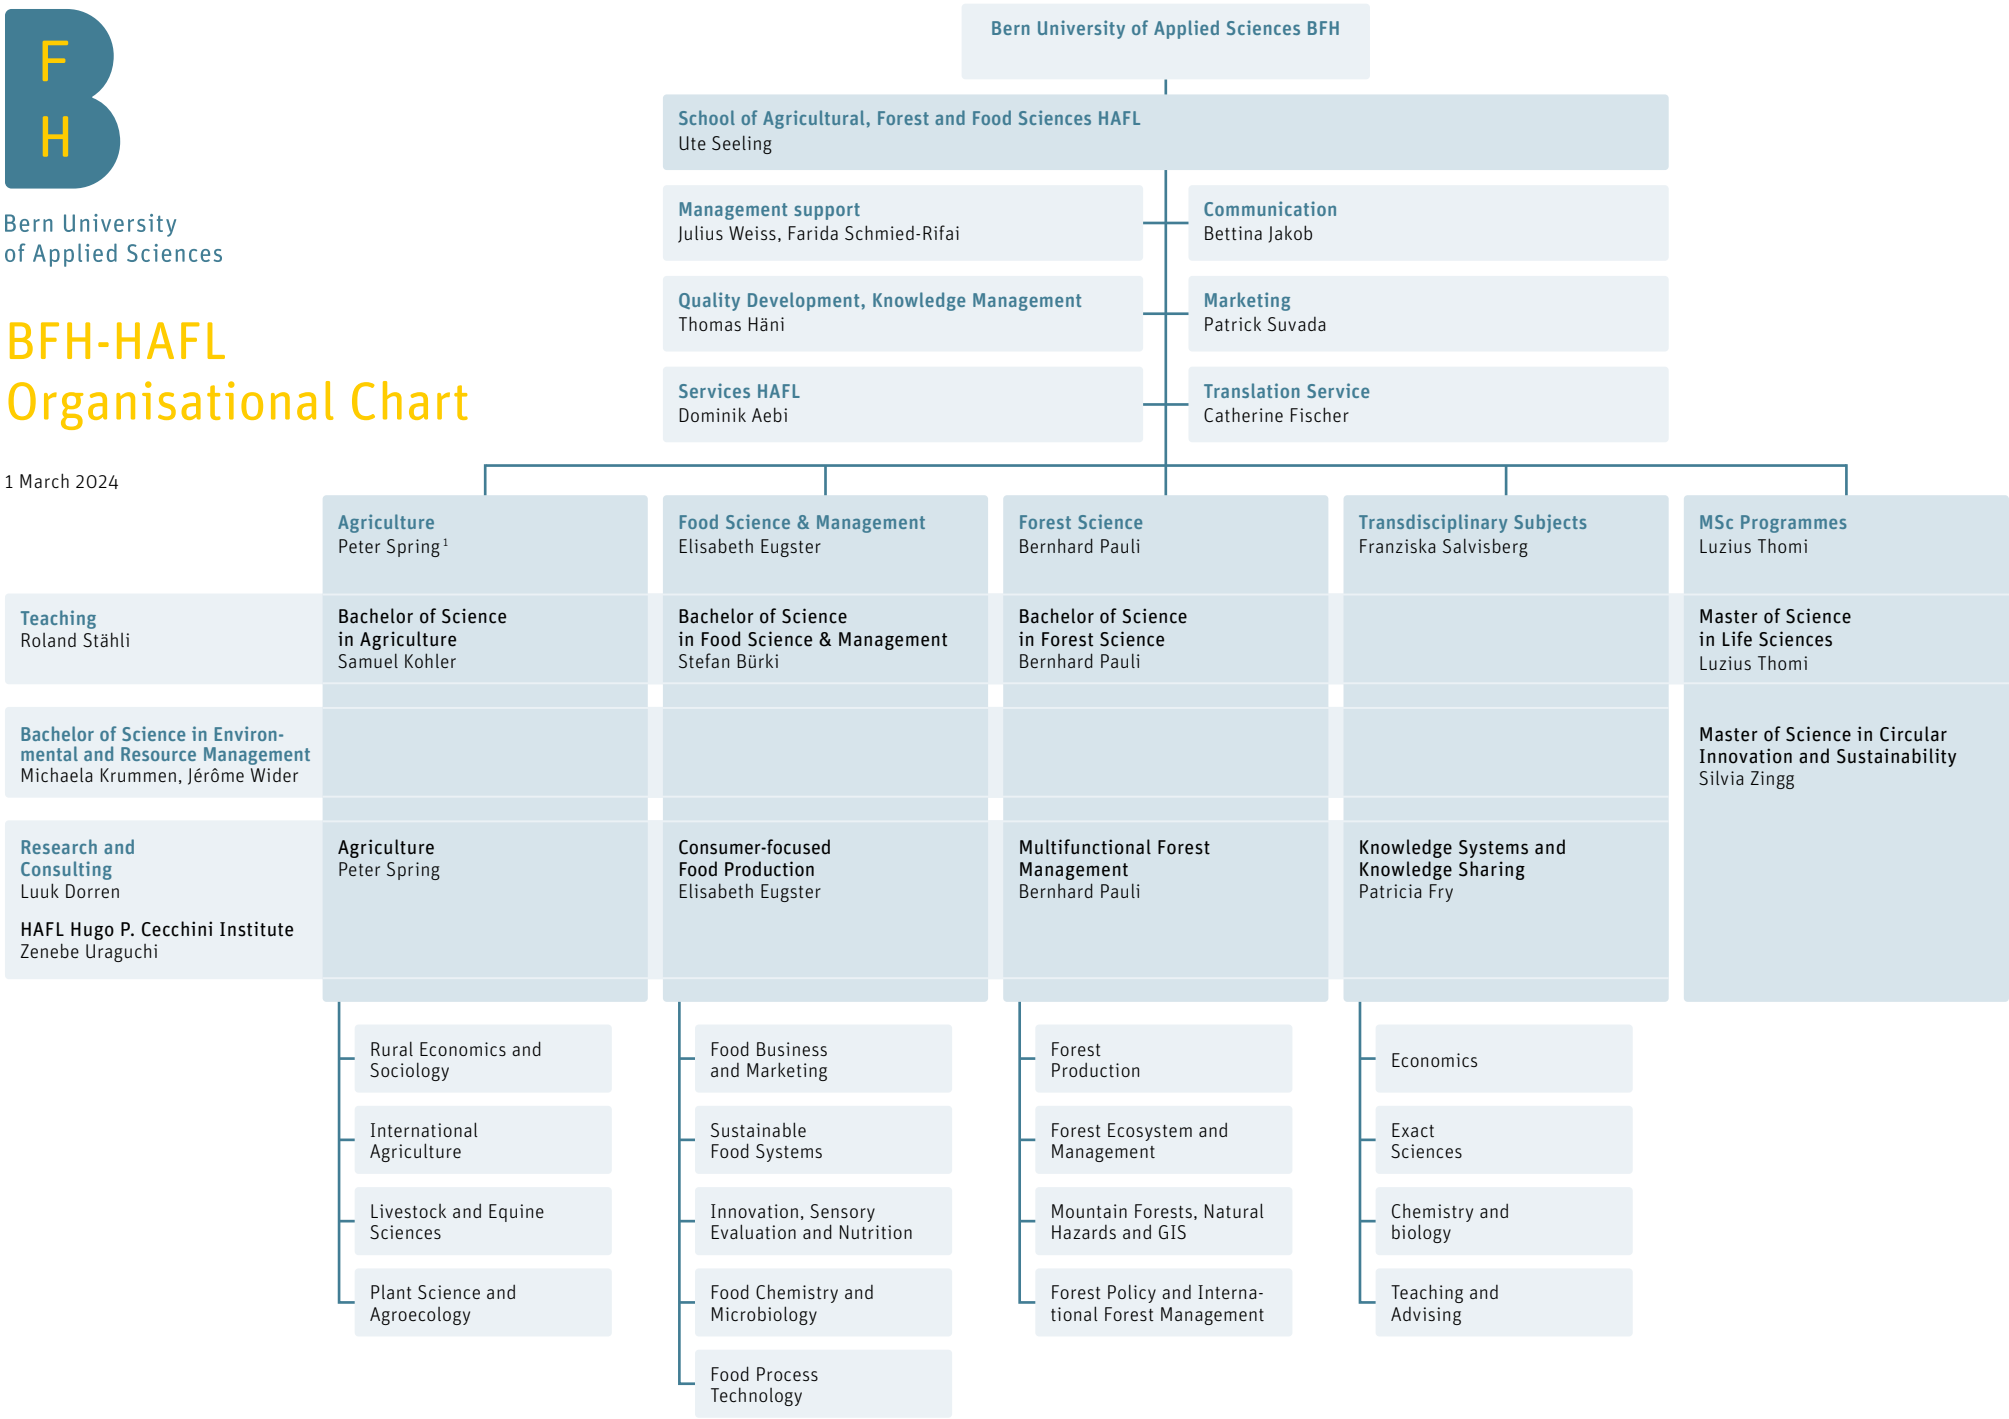 F
H
Bern University
of Applied Sciences
BFH-HAFL
Organisational Chart
1 March 2024
Bern University of Applied Sciences BFH
School of Agricultural, Forest and Food Sciences HAFL
Ute Seeling
Management support
Julius Weiss, Farida Schmied-Rifai
Communication
Bettina Jakob
Quality Development, Knowledge Management
Thomas Häni
Marketing
Patrick Suvada
Services HAFL
Dominik Aebi
Translation Service
Catherine Fischer
Agriculture
Peter Spring 1
Food Science & Management
Elisabeth Eugster
Forest Science
Bernhard Pauli
Transdisciplinary Subjects
Franziska Salvisberg
MSc Programmes
Luzius Thomi
Teaching
Roland Stähli
Bachelor of Science
in Agriculture
Samuel Kohler
Bachelor of Science
in Food Science & Management
Stefan Bürki
Bachelor of Science
in Forest Science
Bernhard Pauli
Master of Science
in Life Sciences
Luzius Thomi
Bachelor of Science in Environ-
mental and Resource Management
Michaela Krummen, Jérôme Wider
Master of Science in Circular
Innovation and Sustainability
Silvia Zingg
Research and
Consulting
Luuk Dorren
HAFL Hugo P. Cecchini Institute
Zenebe Uraguchi
Agriculture
Peter Spring
Consumer-focused
Food Production
Elisabeth Eugster
Multifunctional Forest
Management
Bernhard Pauli
Knowledge Systems and
Knowledge Sharing
Patricia Fry
Rural Economics and
Sociology
International
Agriculture
Livestock and Equine
Sciences
Plant Science and
Agroecology
Food Business
and Marketing
Sustainable
Food Systems
Innovation, Sensory
Evaluation and Nutrition
Food Chemistry and
Microbiology
Food Process
Technology
Forest
Production
Forest Ecosystem and
Management
Mountain Forests, Natural
Hazards and GIS
Forest Policy and Interna-
tional Forest Management
Economics
Exact
Sciences
Chemistry and
biology
Teaching and
Advising